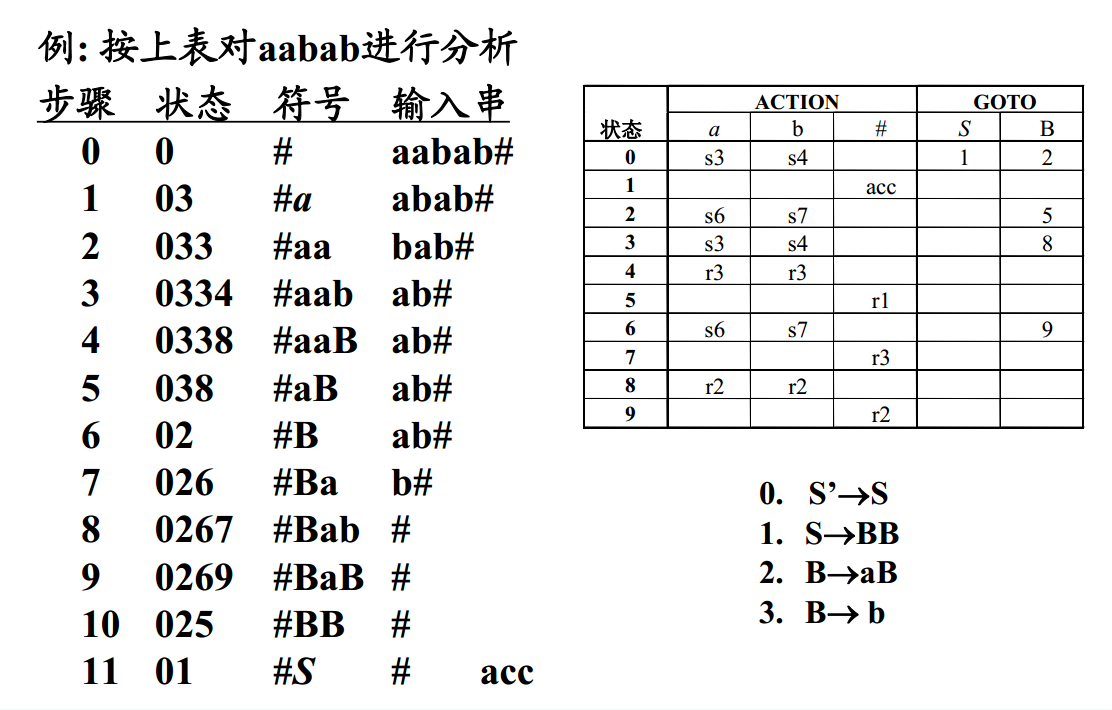 例: 按上表对aabab进行分析
步骤 状态 符号 输入串
0 0 # aabab#
1 03 #a abab#
2 033 #aa bab#
3 0334 #aab ab#
4 0338 #aaB ab#
5 038 #aB ab#
6 02 #B ab#
7 026 #Ba b#
8 0267 #Bab #
9 0269 #BaB #
10 025 #BB #
11 01 #S # acc
ACTION GOTO
状态 a b # S B
0 s3 s4 1 2
1 acc
2 s6 s7 5
3 s3 s4 8
4 r3 r3
5 r1
6 s6 s7 9
7 r3
8 r2 r2
9 r2
0. S’→S
1. S→BB
2. B→aB
3. B→ b